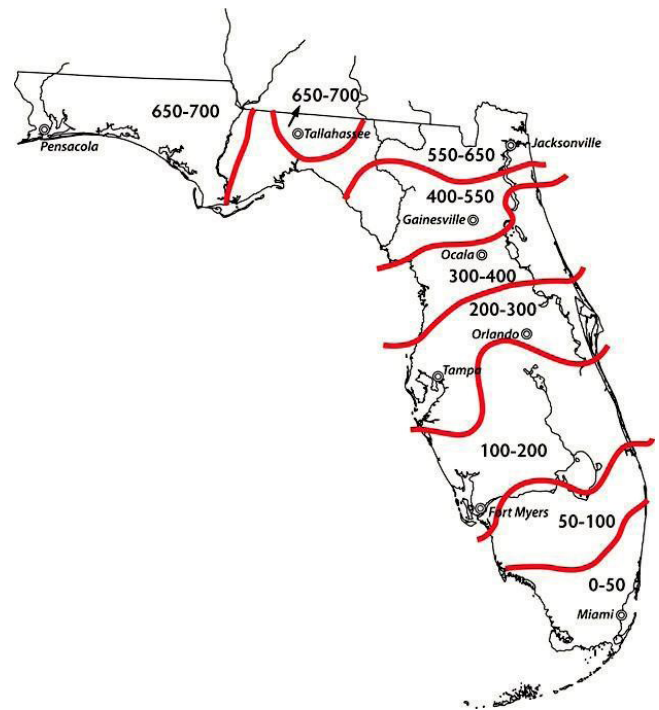 650-700
650-700
Tallahassee
Pensacola
550-650
Jacksonville
400-550
Gainesville
Ocala
300-400
200-300
Orlando
Tampa
100-200
Fort Myers
50-100
0-50
Miami